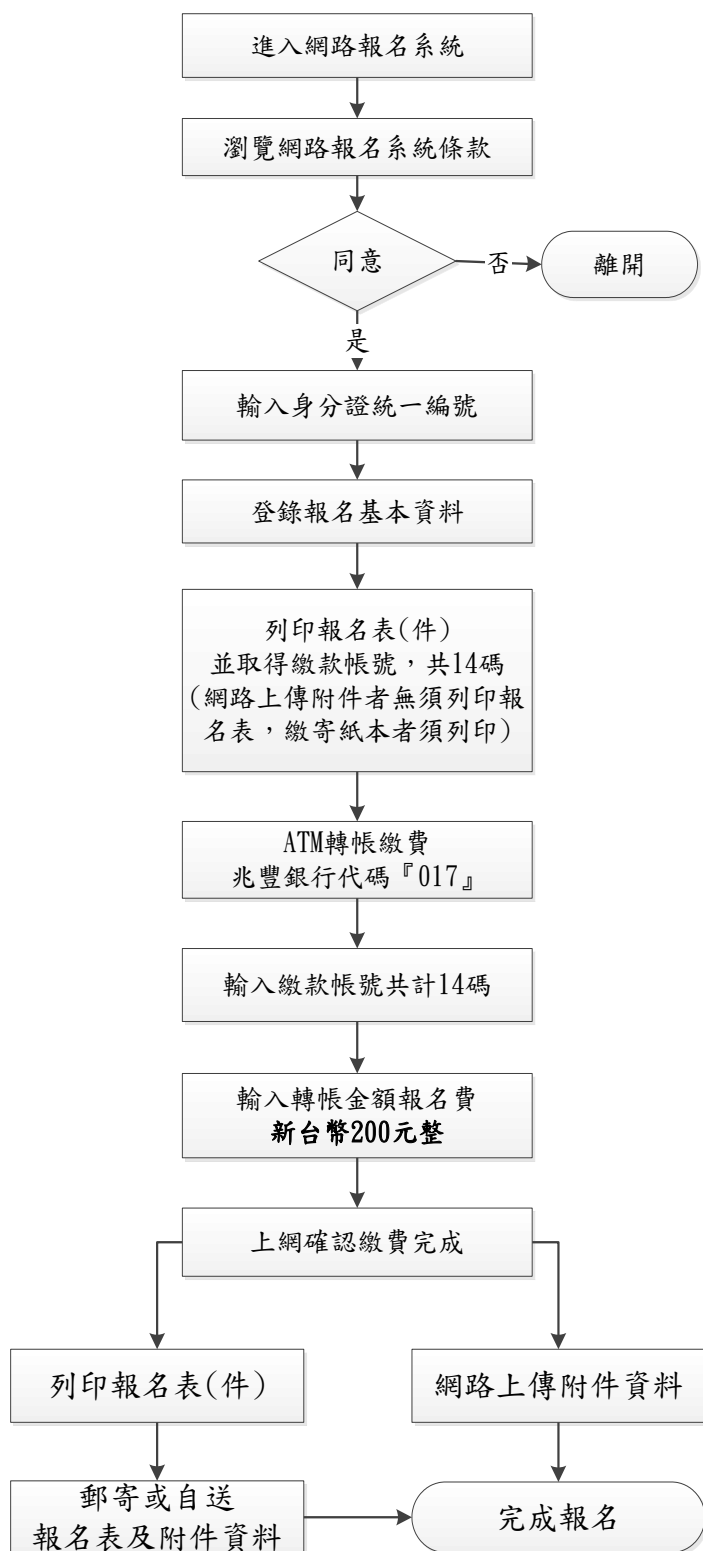 進入網路報名系統
瀏覽網路報名系統條款
同意
否
離開
是
輸入身分證統一編號
登錄報名基本資料
列印報名表(件)
並取得繳款帳號，共14碼
(網路上傳附件者無須列印報
名表，繳寄紙本者須列印)
ATM轉帳繳費
兆豐銀行代碼『017』
輸入繳款帳號共計14碼
輸入轉帳金額報名費
新台幣200元整
上網確認繳費完成
列印報名表(件)
網路上傳附件資料
郵寄或自送
報名表及附件資料
完成報名